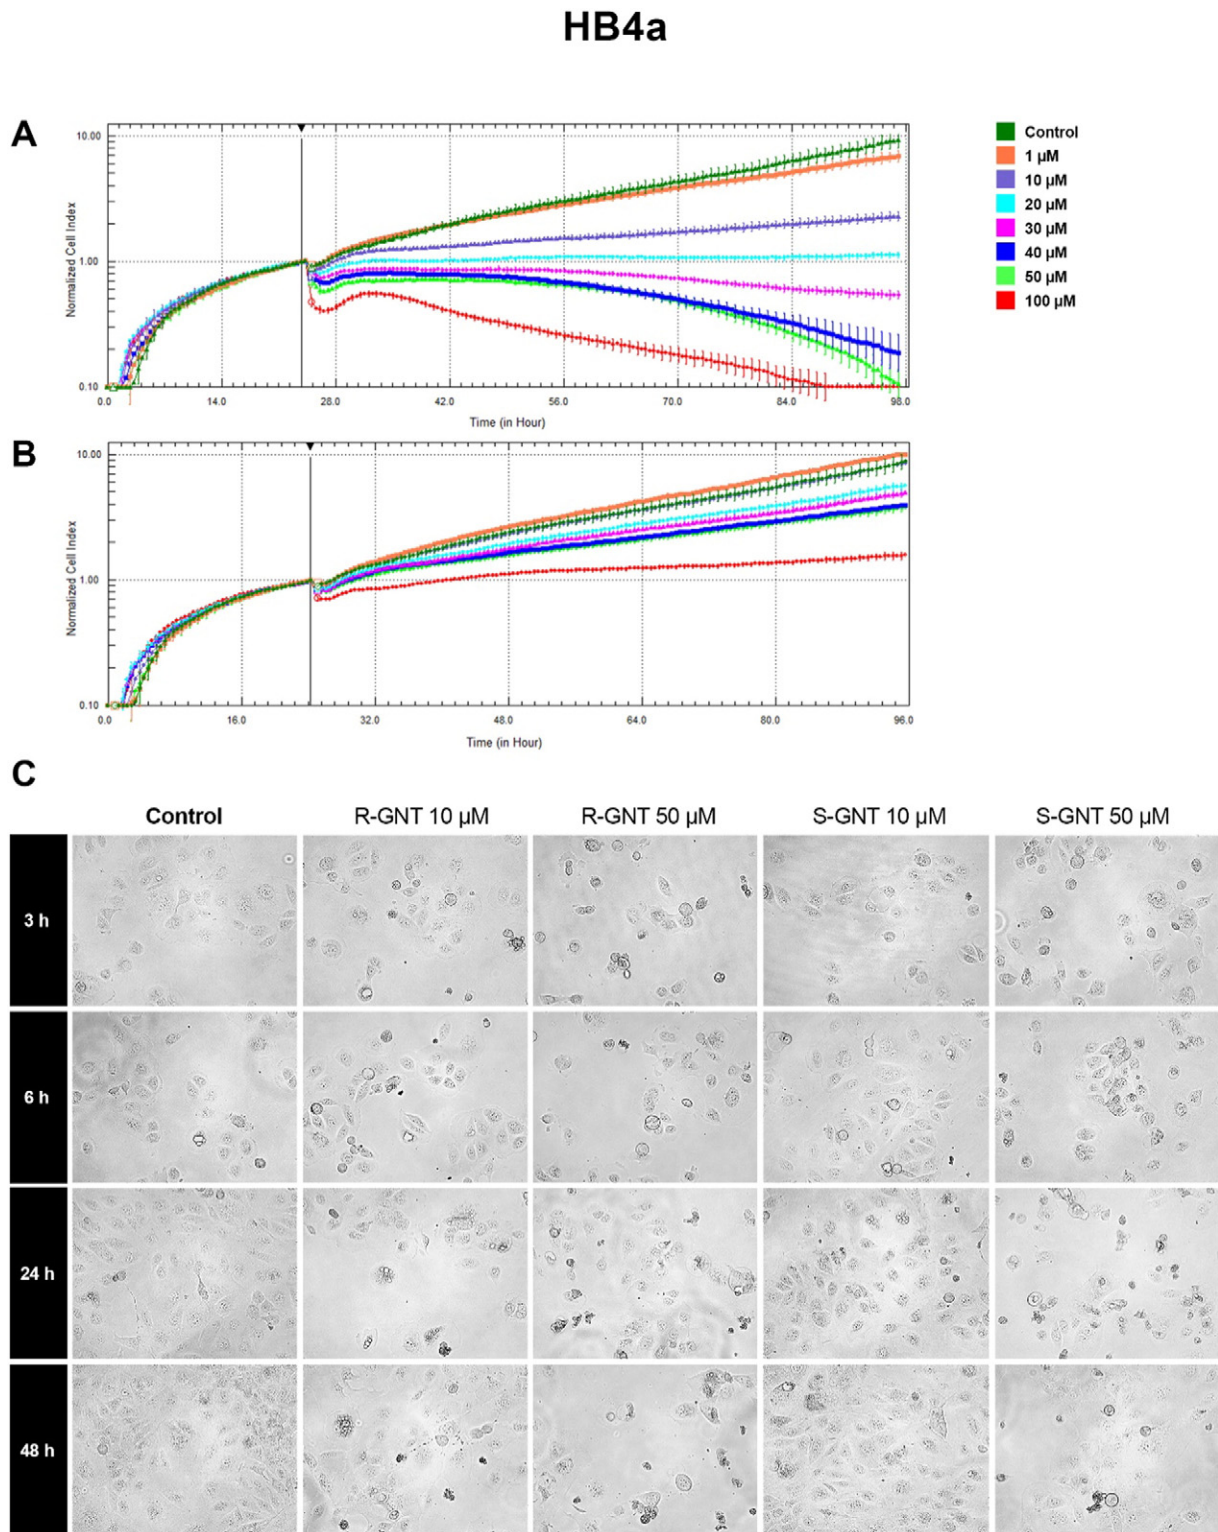 HB4a
A
10.00
1.00
0.10
Normalized Cell Index
0.0 14.0 28.0 42.0 56.0 70.0 84.0 98.0
Time (in Hour)
Control
1 µM
10 µM
20 µM
30 µM
40 µM
50 µM
100 µM
B
10.00
1.00
0.10
Normalized Cell Index
0.0 16.0 32.0 48.0 64.0 80.0 96.0
Time (in Hour)
C
Control R-GNT 10 µM R-GNT 50 µM S-GNT 10 µM S-GNT 50 µM
3 h
6 h
24 h
48 h